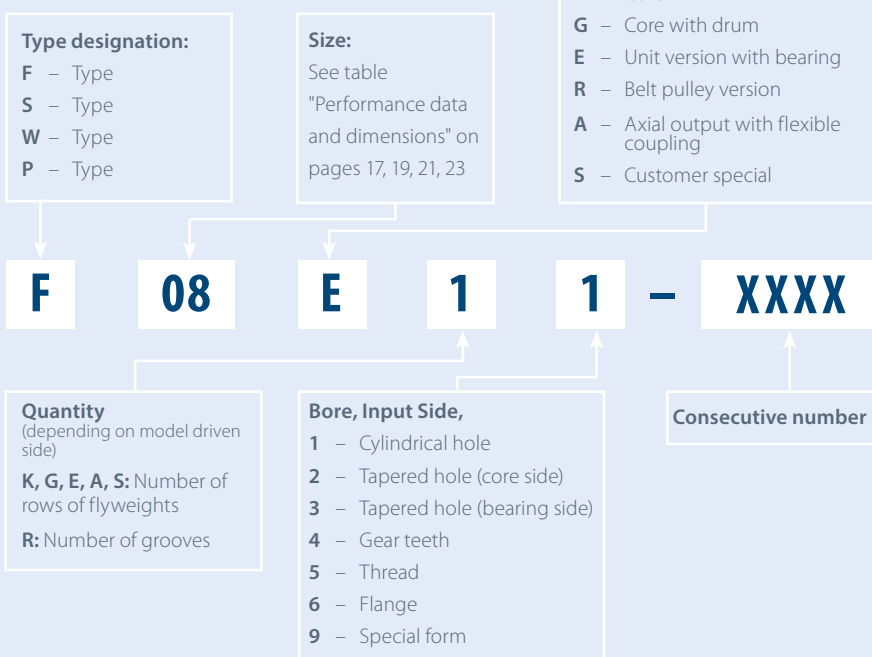 Type designation:
F – Type
S – Type
W – Type
P – Type
Size:
See table
"Performance data
and dimensions" on
pages 17, 19, 21, 23
G – Core with drum
E – Unit version with bearing
R – Belt pulley version
A – Axial output with flexible
coupling
S – Customer special
F 08 E 1 1 – XXXX
Quantity
(depending on model driven
side)
K, G, E, A, S: Number of
rows of flyweights
R: Number of grooves
Bore, Input Side,
1 – Cylindrical hole
2 – Tapered hole (core side)
3 – Tapered hole (bearing side)
4 – Gear teeth
5 – Thread
6 – Flange
9 – Special form
Consecutive number